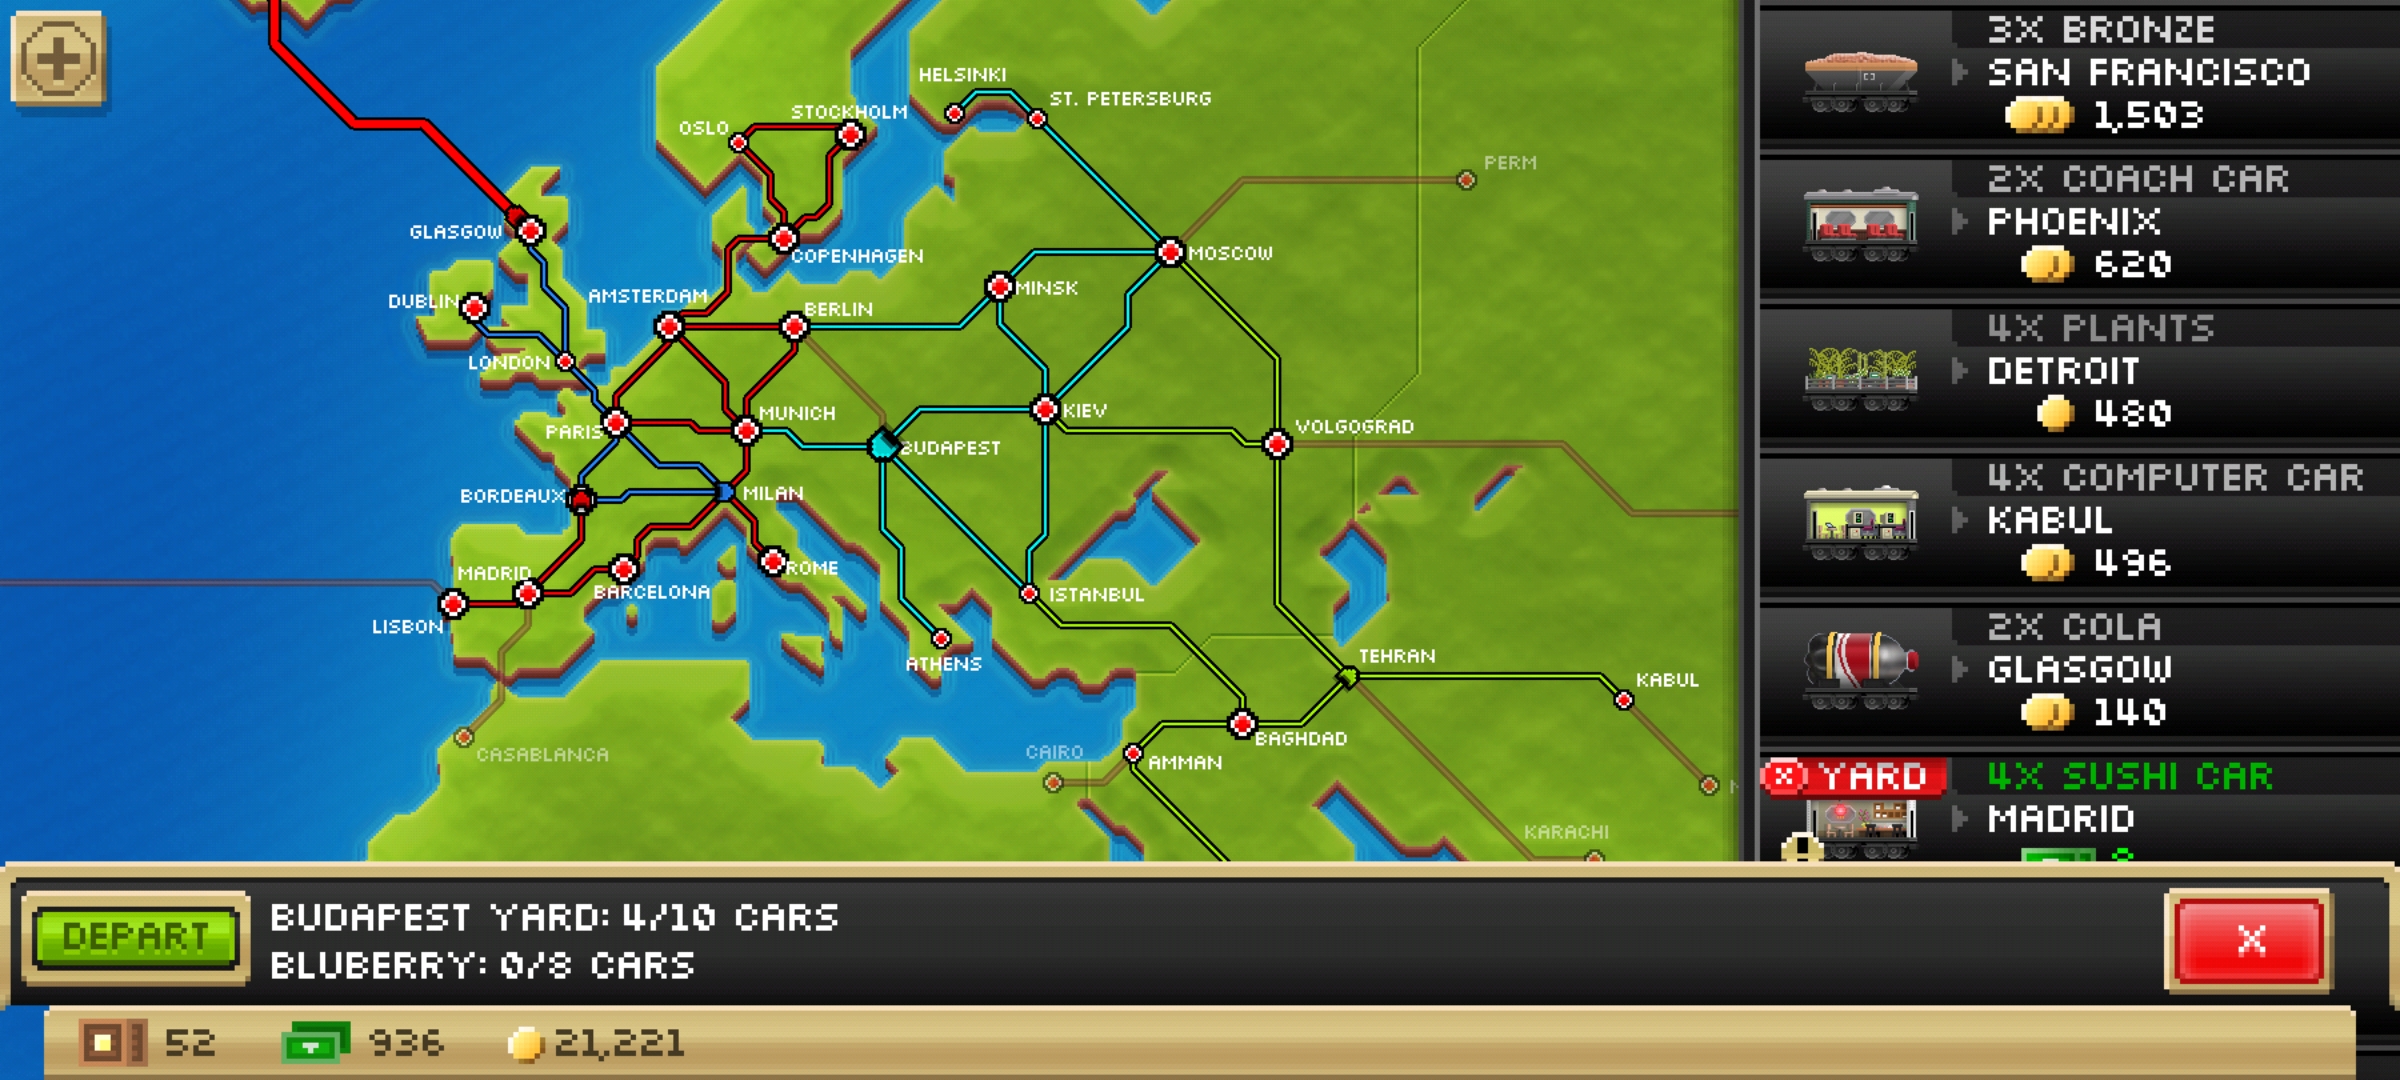 HELSINKI
ST. PETERSBURG
STOCKHOLM
OSLO
PERM
GLASGOW
COPENHAGEN
MOSCOW
DUBLIN
AMSTERDAM
BERLIN
MINSK
LONDON
PARIS
MUNICH
KIEV
BUDAPEST
VOLGOGRAD
BORDEAUX
MILAN
MADRID
BARCELONA
ROME
ISTANBUL
LISBON
ATHENS
TEHRAN
KABUL
CASABLANCA
CAIRO
AMMAN
BAGHDAD
KARACHI
3X BRONZE
SAN FRANCISCO
1,503
2X COACH CAR
PHOENIX
620
4X PLANTS
DETROIT
480
4X COMPUTER CAR
KABUL
496
2X COLA
GLASGOW
140
YARD
4X SUSHI CAR
MADRID
DEPART
BUDAPEST YARD: 4/10 CARS
BLUBERRY: 0/8 CARS
X
52
936
21,221